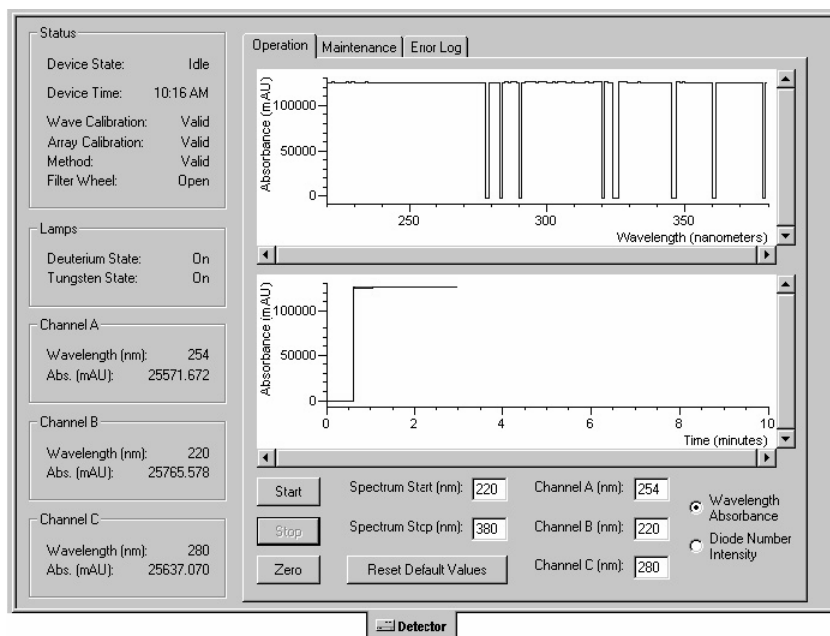 Status
Device State: Idle
Device Time: 10:16 AM
Wave Calibration: Valid
Array Calibration: Valid
Method: Valid
Filter Wheel: Open
Lamps
Deuterium State: On
Tungsten State: On
Channel A
Wavelength (nm): 254
Abs. (mAU): 25571.672
Channel B
Wavelength (nm): 220
Abs. (mAU): 25765.578
Channel C
Wavelength (nm): 280
Abs. (mAU): 25637.070
Operation Maintenance Error Log
Absorbance (mAU)
100000
50000
0
250 300 350
Wavelength (nanometers)
Absorbance (mAU)
100000
50000
0
0 2 4 6 8 10
Time (minutes)
Start
Stop
Zero
Spectrum Start (nm): 220
Spectrum Stop (nm): 380
Reset Default Values
Channel A (nm): 254
Channel B (nm): 220
Channel C (nm): 280
Wavelength
Absorbance
Diode Number
Intensity
Detector